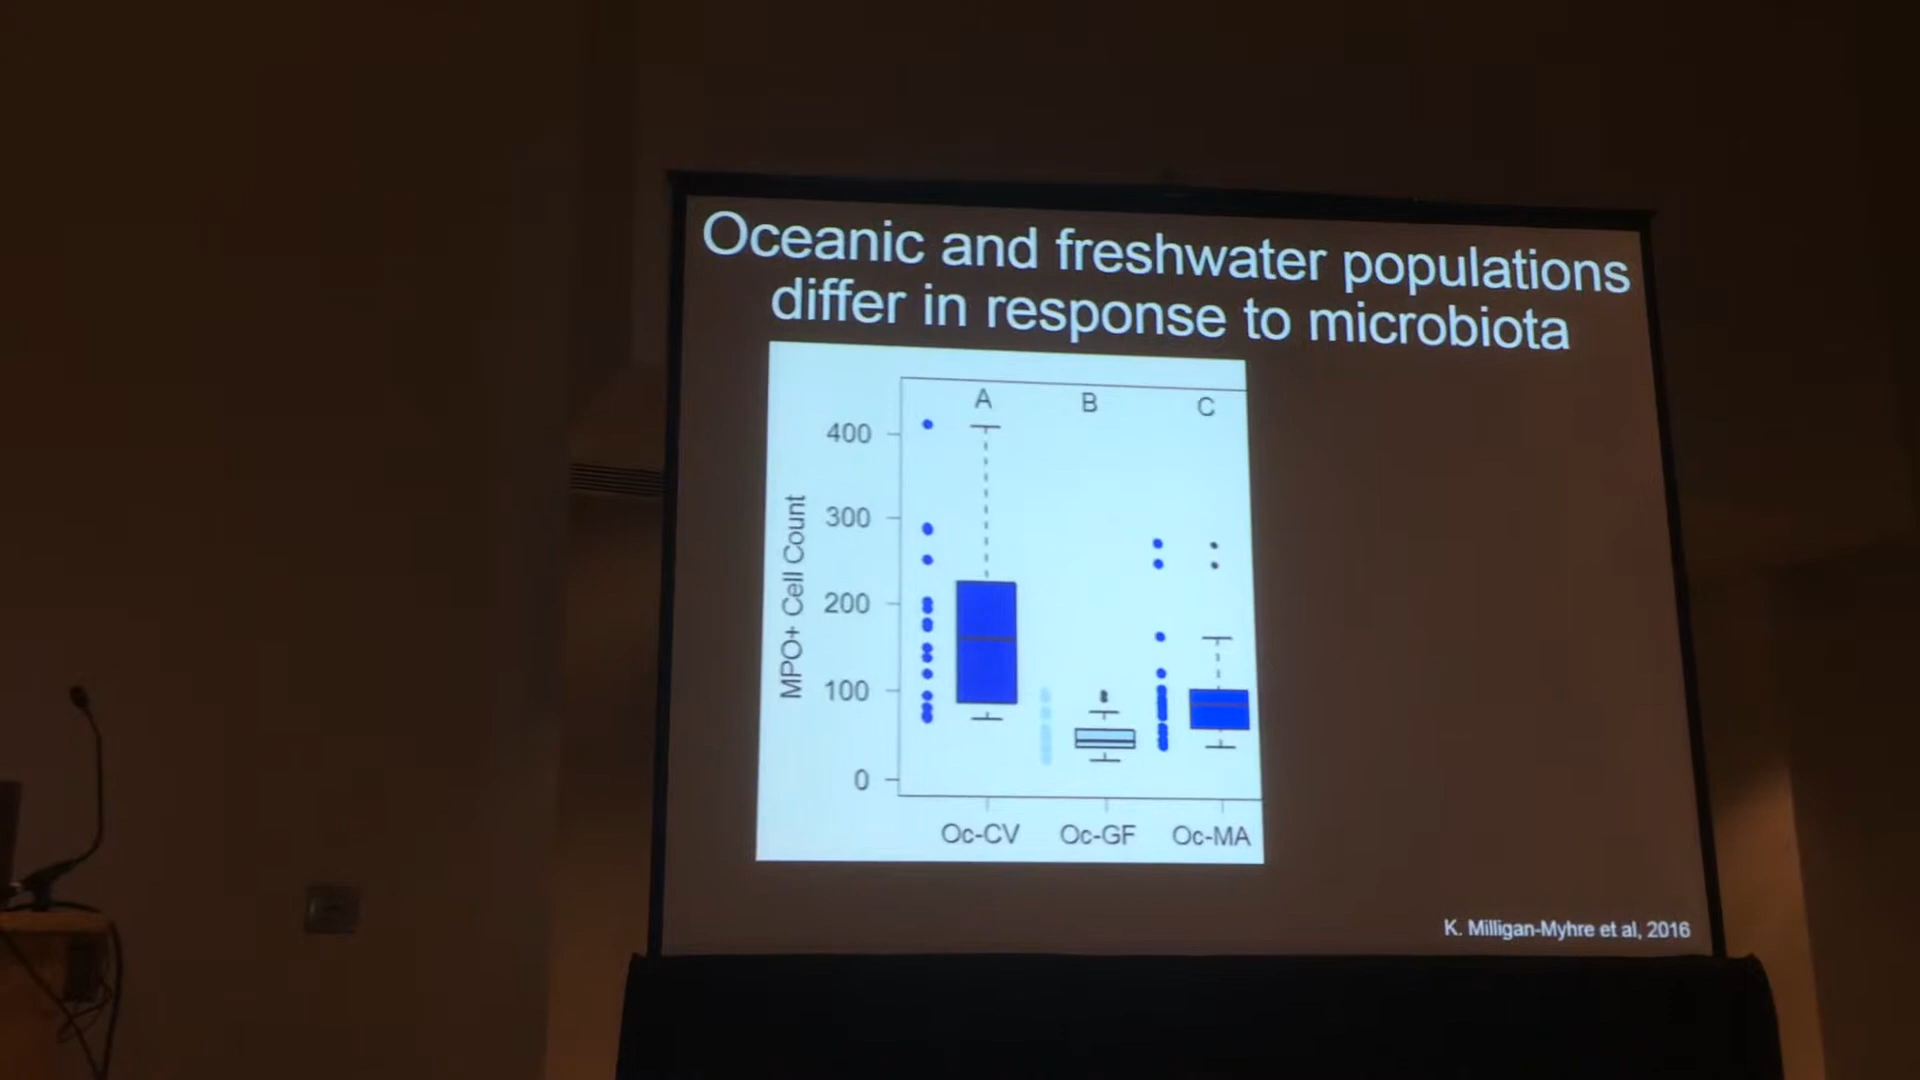 Oceanic and freshwater populations
differ in response to microbiota
A B C
400
300
200
100
0
MPO+ Cell Count
Oc-CV Oc-GF Oc-MA
K. Milligan-Myhre et al, 2016